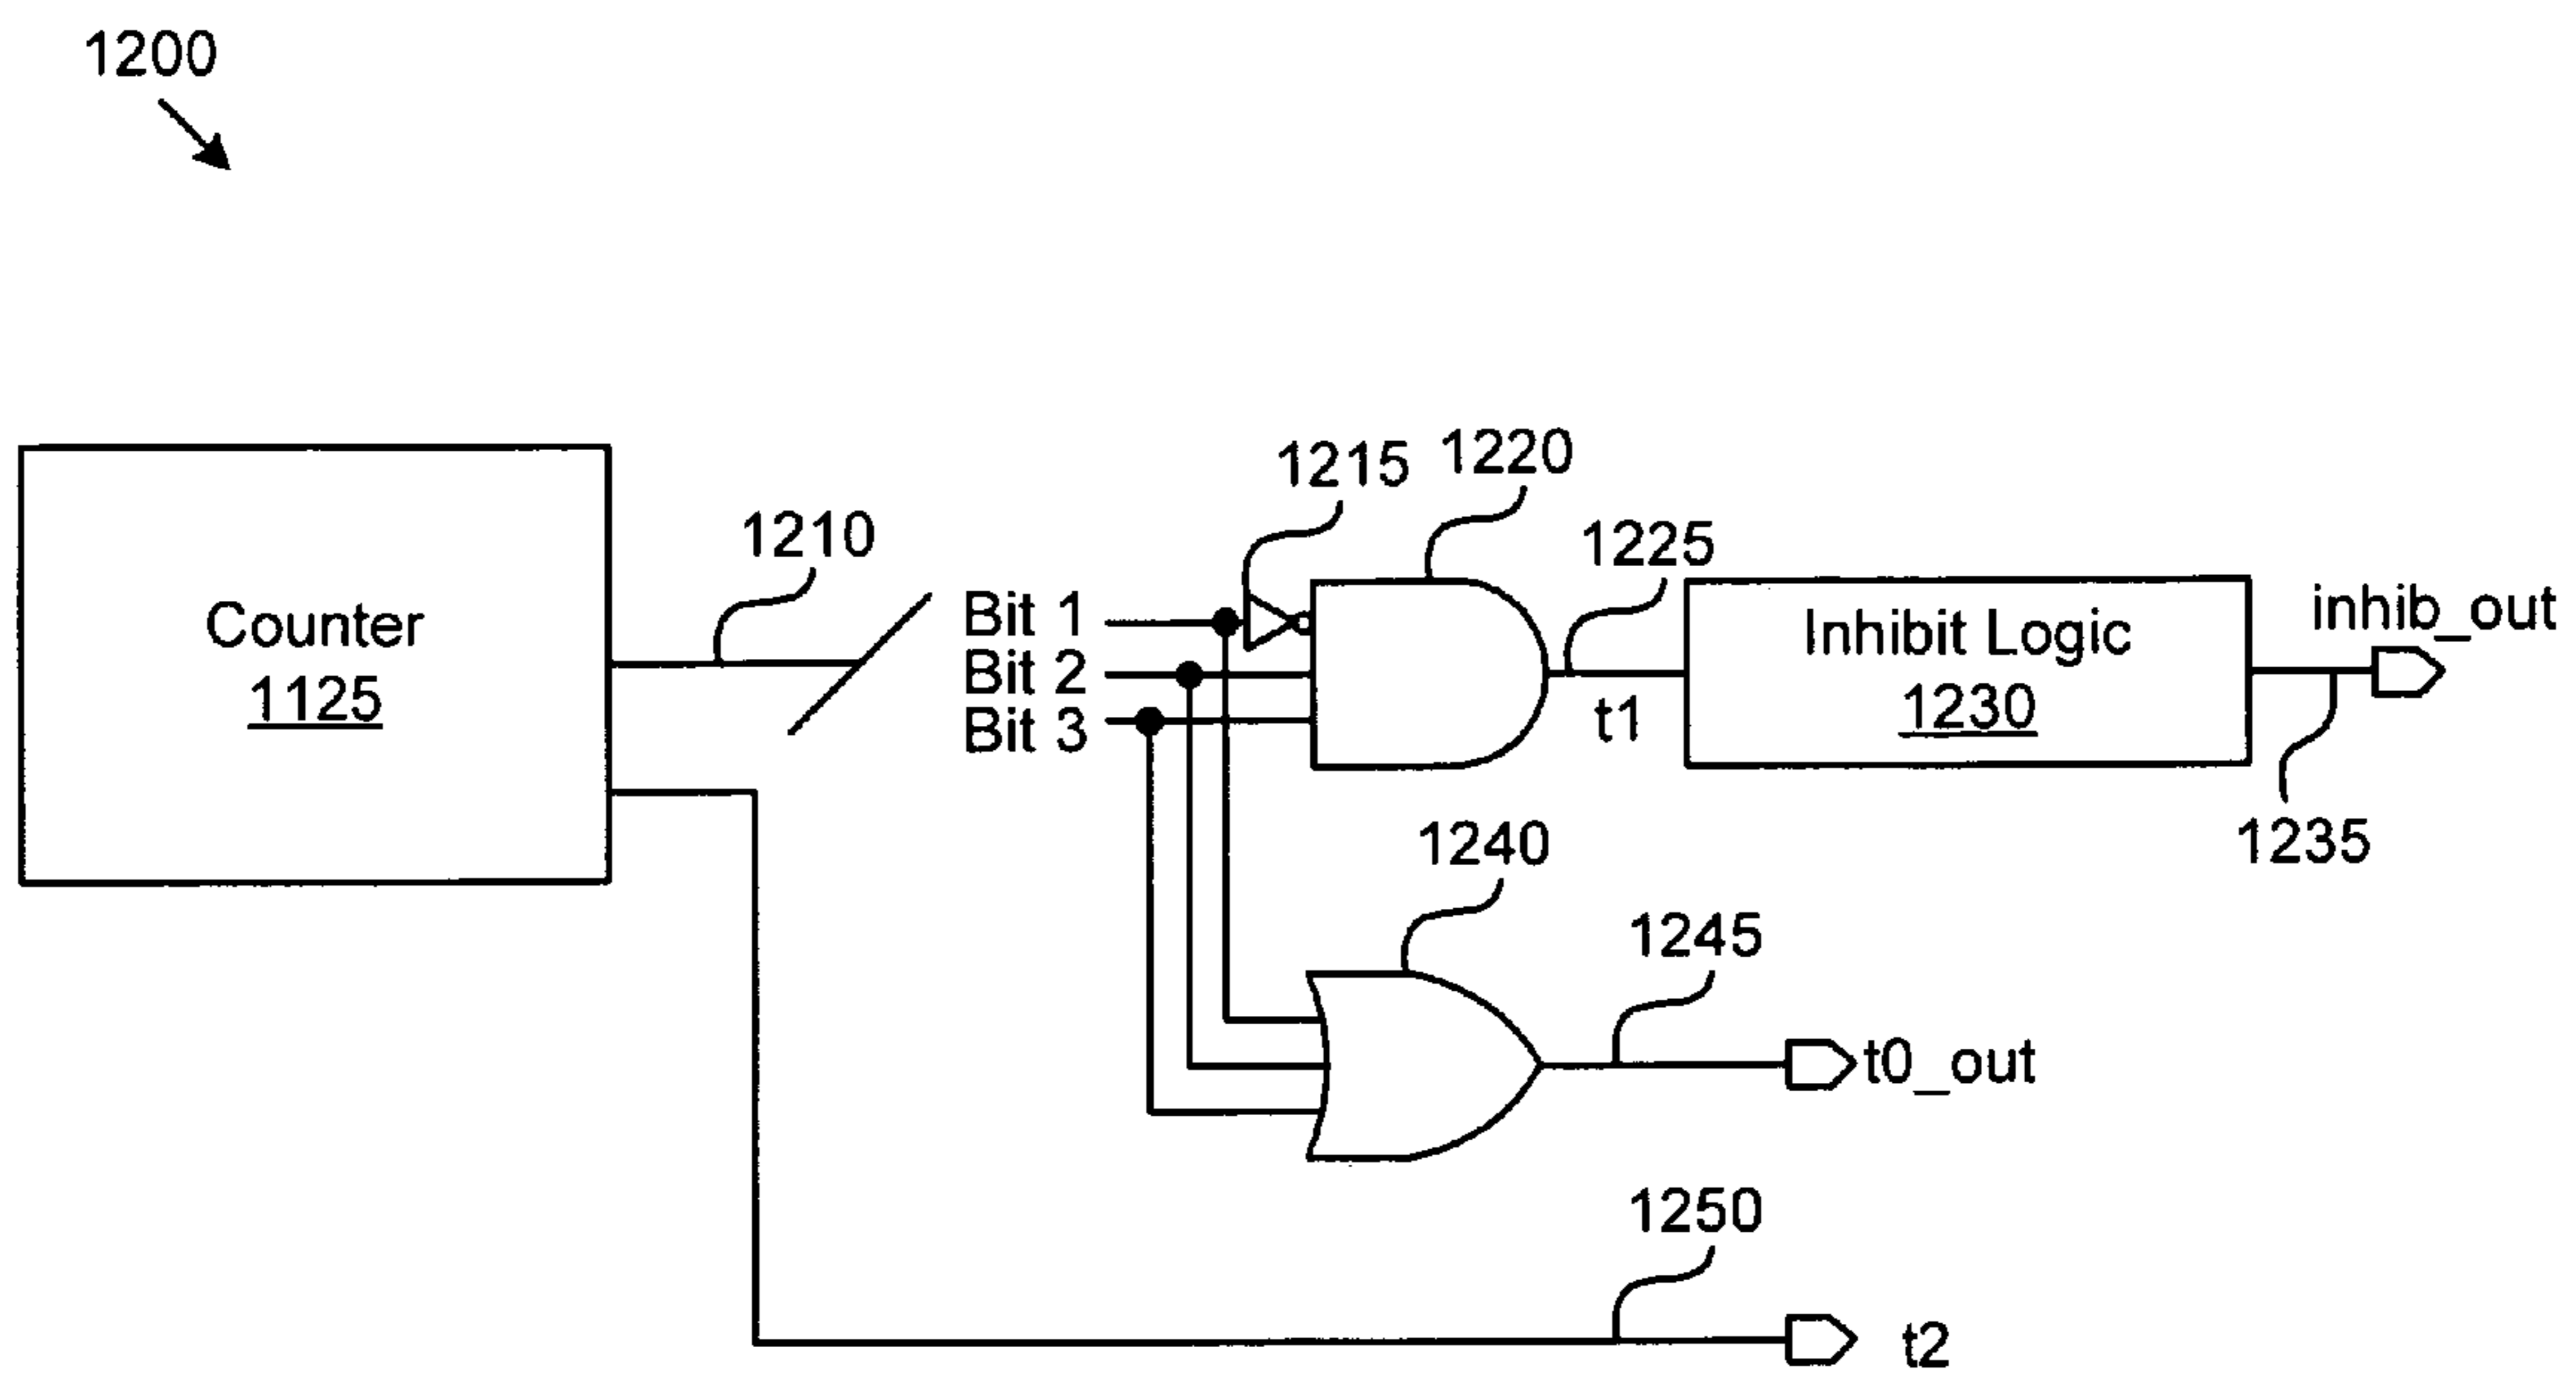 1200
1215
1220
1210
1225
Bit 1
Bit 2
Bit 3
Counter
1125
Inhibit Logic
1230
inhib_out
t1
1235
1240
1245
t0_out
1250
t2